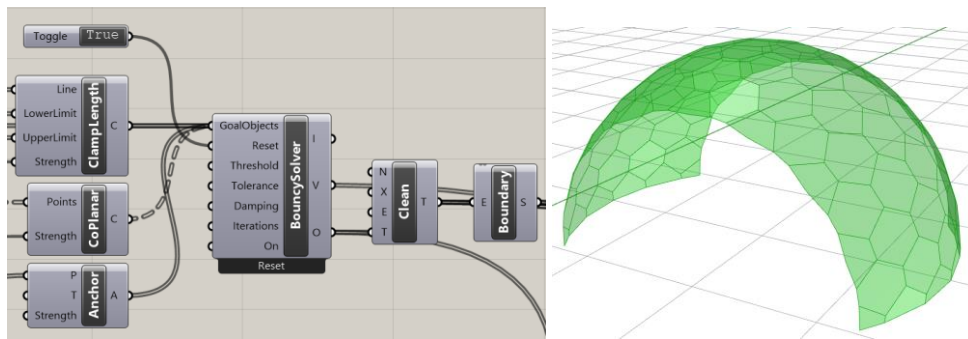 Toggle True
Line
LowerLimit
UpperLimit
Strength
ClampLength
C
Points
Strength
CoPlanar
C
P
T
Strength
Anchor
A
GoalObjects
Reset
Threshold
Tolerance
Damping
Iterations
On
BouncySolver
I
V
O
Reset
N
X
E
T
Clean
T
E
Boundary
S